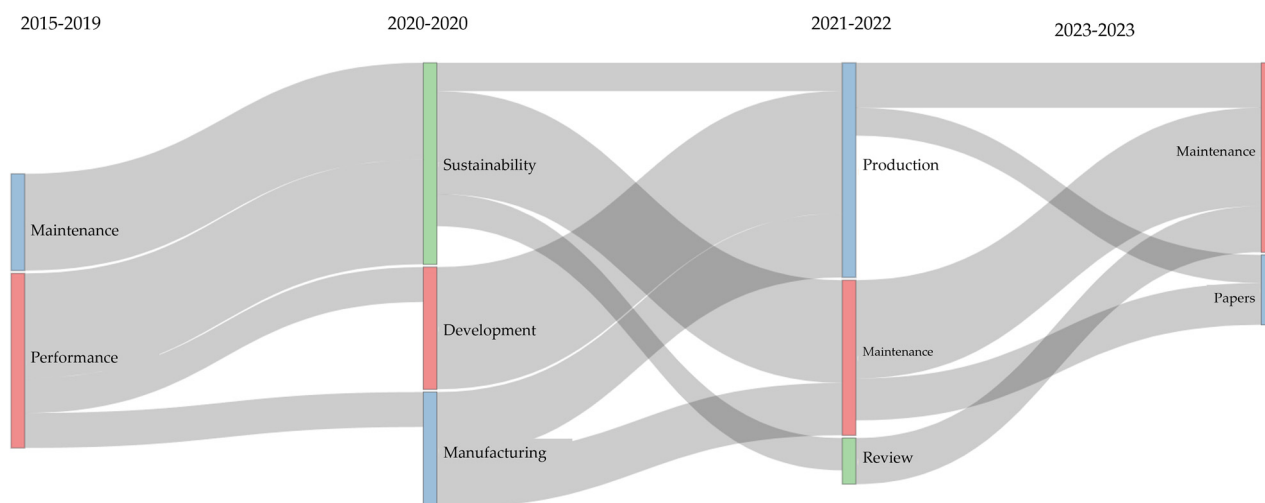 2015-2019
2020-2020
2021-2022
2023-2023
Maintenance
Performance
Sustainability
Development
Manufacturing
Production
Maintenance
Review
Maintenance
Papers